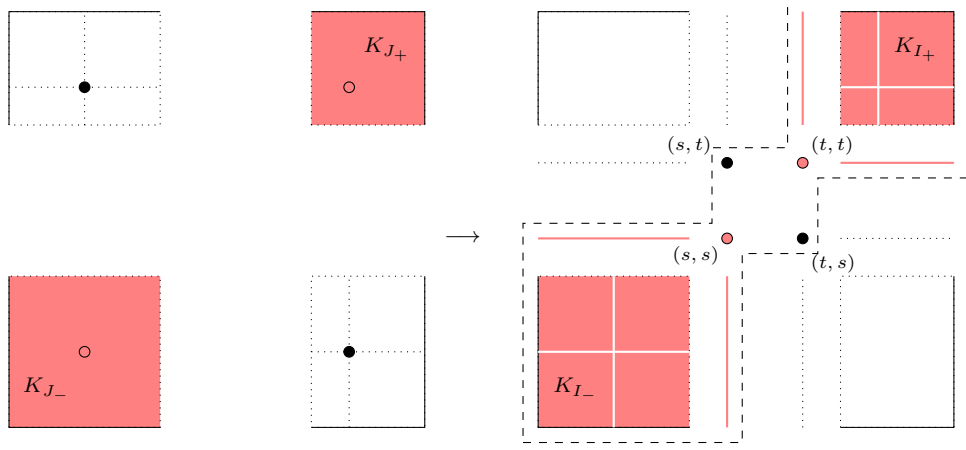 K_{J_+}
K_{I_+}
(s, t)
(t, t)
⟶
(s, s)
(t, s)
K_{J_-}
K_{I_-}